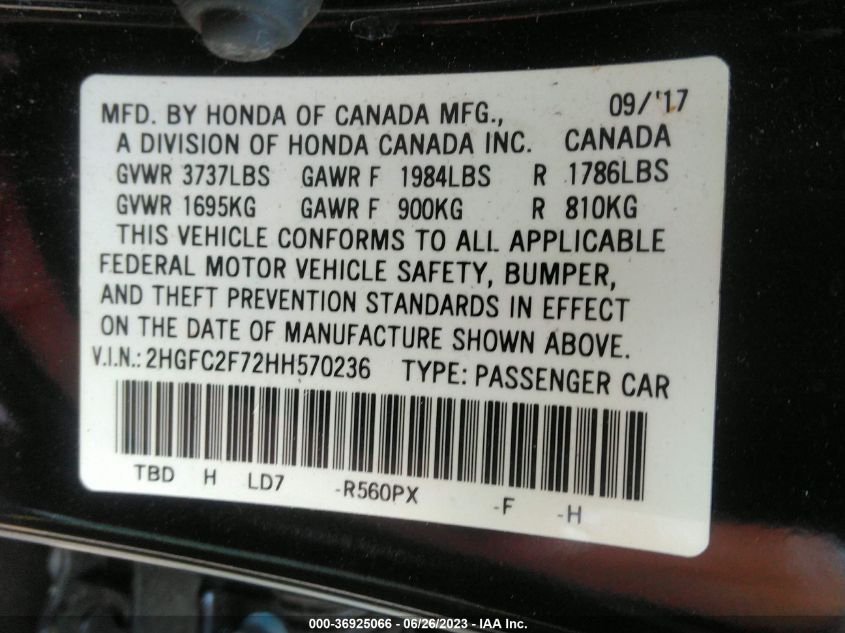 MFD. BY HONDA OF CANADA MFG., 09/'17
A DIVISION OF HONDA CANADA INC. CANADA
GVWR 3737LBS GAWR F 1984LBS R 1786LBS
GVWR 1695KG GAWR F 900KG R 810KG
THIS VEHICLE CONFORMS TO ALL APPLICABLE
FEDERAL MOTOR VEHICLE SAFETY, BUMPER,
AND THEFT PREVENTION STANDARDS IN EFFECT
ON THE DATE OF MANUFACTURE SHOWN ABOVE.
V.I.N.: 2HGFC2F72HH570236 TYPE: PASSENGER CAR
TBD H LD7 -R560PX -F -H
000-36925066 - 06/26/2023 - IAA Inc.